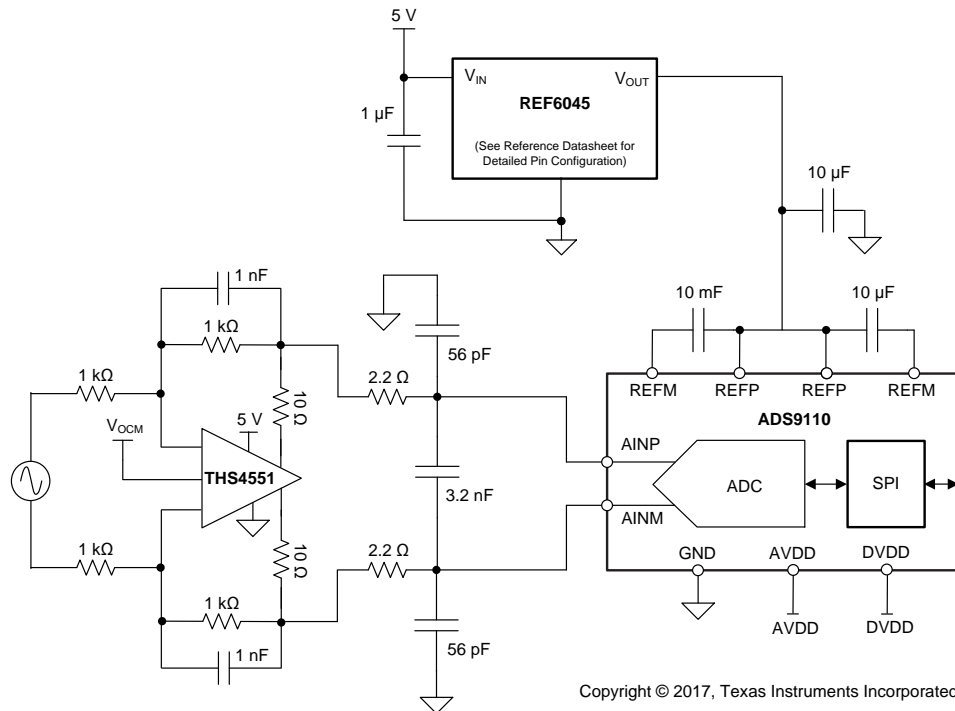 5 V
V_IN
V_OUT
REF6045
(See Reference Datasheet for
Detailed Pin Configuration)
1 µF
10 µF
1 nF
1 kΩ
1 kΩ
10 Ω
V_OCM
5 V
THS4551
10 Ω
1 kΩ
1 kΩ
1 nF
2.2 Ω
56 pF
3.2 nF
2.2 Ω
56 pF
10 mF
10 µF
REFM
REFP
REFP
REFM
ADS9110
AINP
AINM
ADC
SPI
GND
AVDD
DVDD
AVDD
DVDD
Copyright © 2017, Texas Instruments Incorporated